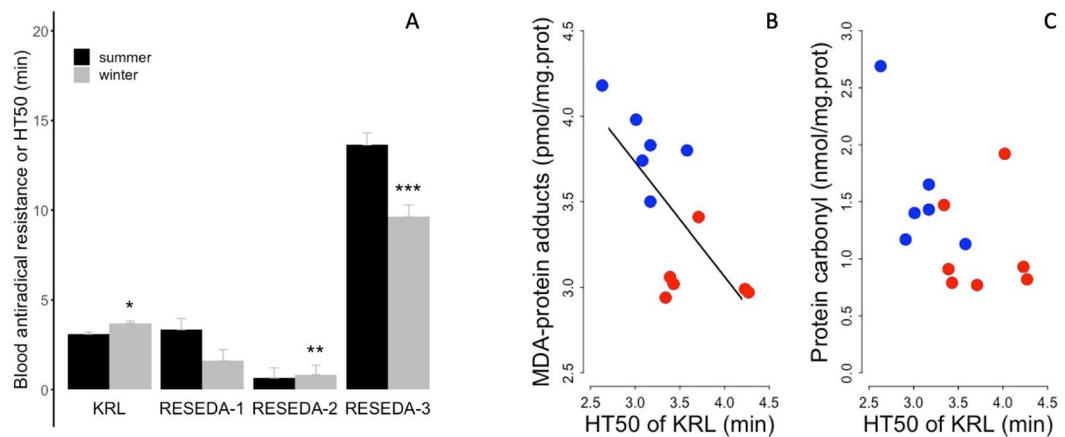 A
Blood antiradical resistance or HT50 (min)
20
15
10
5
0
summer
winter
*
**
***
KRL
RESEDA-1
RESEDA-2
RESEDA-3
B
MDA-protein adducts (pmol/mg.prot)
4.5
4.0
3.5
3.0
2.5
2.5
3.0
3.5
4.0
4.5
HT50 of KRL (min)
C
Protein carbonyl (nmol/mg.prot)
3.0
2.5
2.0
1.5
1.0
0.5
0.0
2.5
3.0
3.5
4.0
4.5
HT50 of KRL (min)